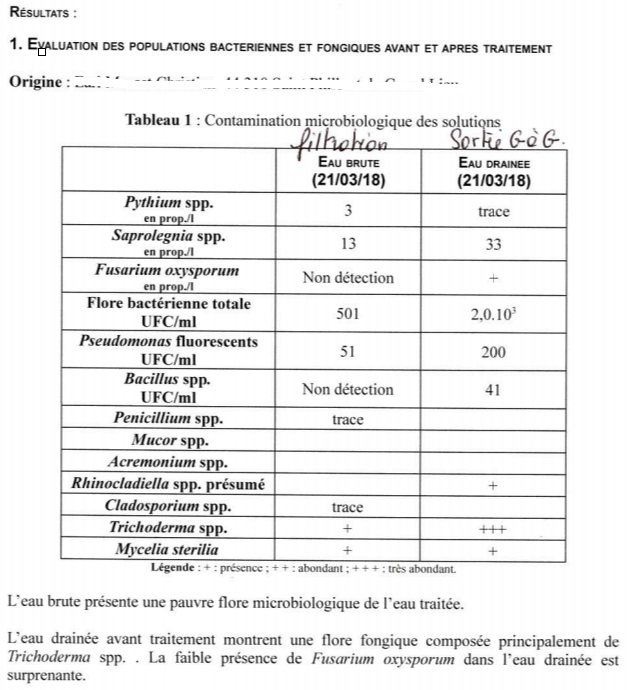 RÉSULTATS :
1. EVALUATION DES POPULATIONS BACTERIENNES ET FONGIQUES AVANT ET APRES TRAITEMENT
Origine :
Tableau 1 : Contamination microbiologique des solutions
filtration Sortie GàG.
EAU BRUTE EAU DRAINEE
(21/03/18) (21/03/18)
Pythium spp.
en prop./l 3 trace
Saprolegnia spp.
en prop./l 13 33
Fusarium oxysporum
en prop./l Non détection +
Flore bactérienne totale
UFC/ml 501 2,0.10³
Pseudomonas fluorescents
UFC/ml 51 200
Bacillus spp.
UFC/ml Non détection 41
Penicillium spp. trace
Mucor spp.
Acremonium spp.
Rhinocladiella spp. présumé +
Cladosporium spp. trace
Trichoderma spp. + +++
Mycelia sterilia + +
Légende : + : présence ; + + : abondant ; + + + : très abondant.
L'eau brute présente une pauvre flore microbiologique de l'eau traitée.
L'eau drainée avant traitement montrent une flore fongique composée principalement de
Trichoderma spp. . La faible présence de Fusarium oxysporum dans l'eau drainée est
surprenante.